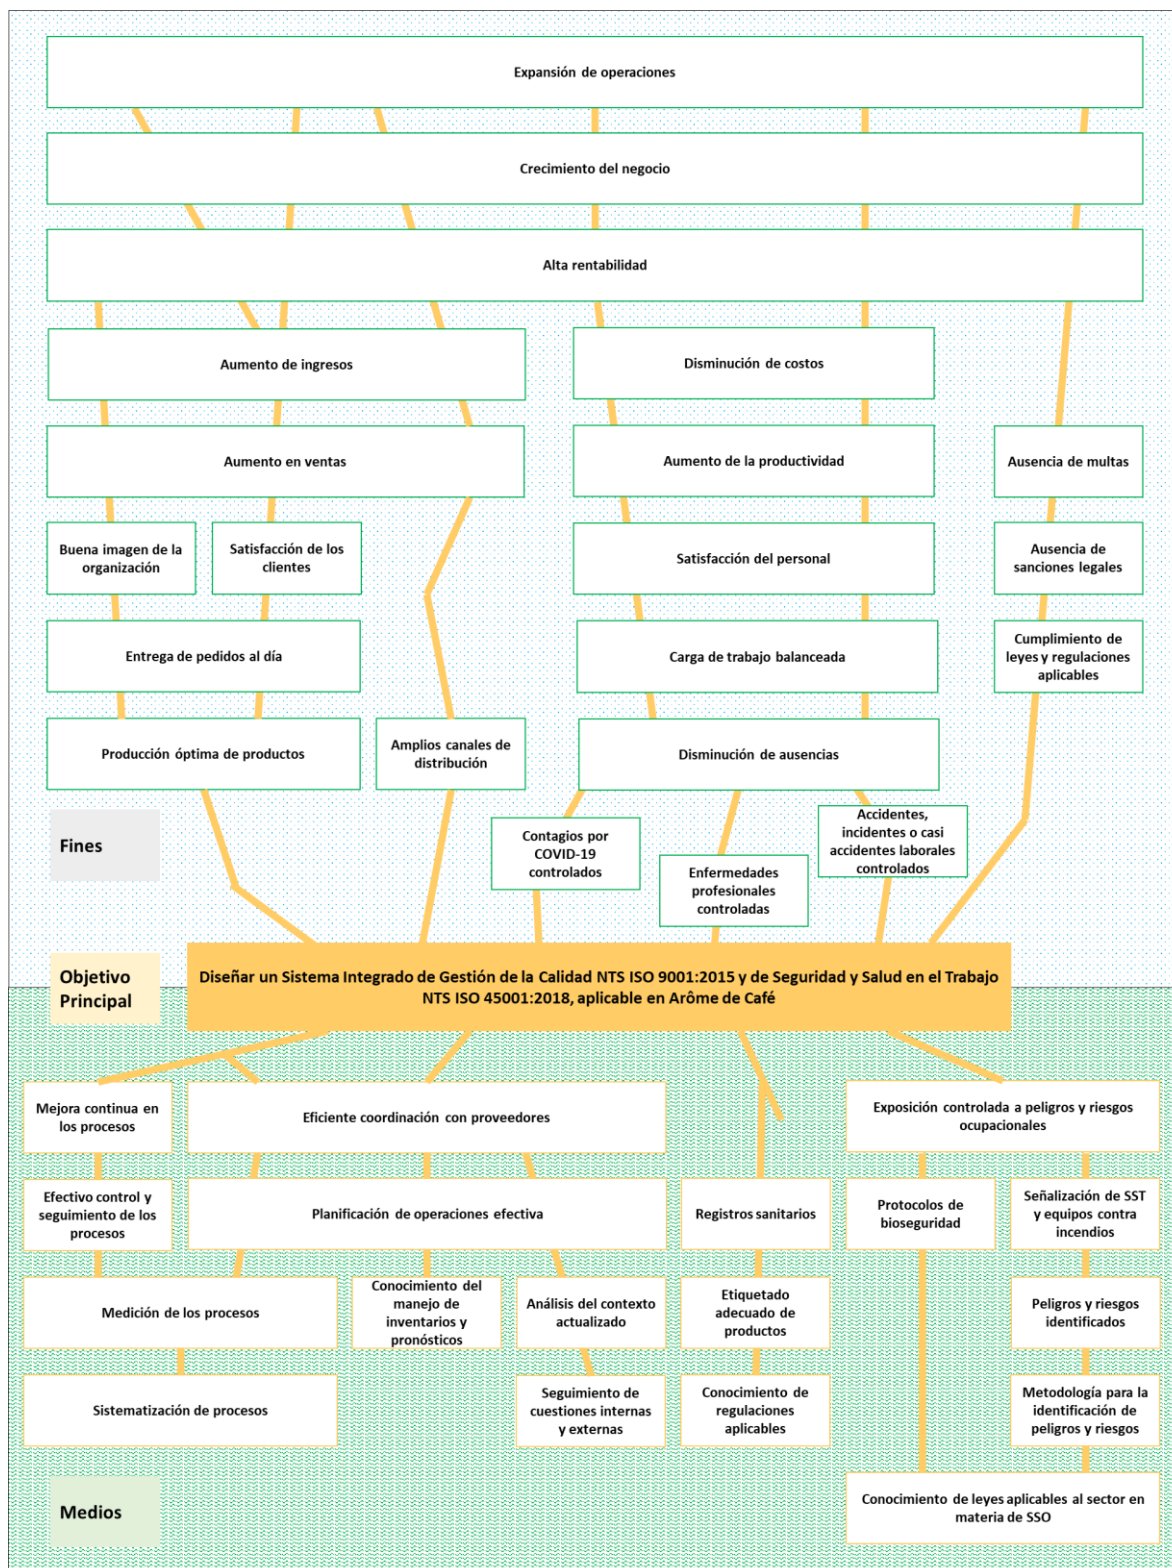 Expansión de operaciones
Crecimiento del negocio
Alta rentabilidad
Aumento de ingresos
Disminución de costos
Aumento en ventas
Aumento de la productividad
Ausencia de multas
Buena imagen de la
organización
Satisfacción de los
clientes
Satisfacción del personal
Ausencia de
sanciones legales
Entrega de pedidos al día
Carga de trabajo balanceada
Cumplimiento de
leyes y regulaciones
aplicables
Producción óptima de productos
Amplios canales de
distribución
Disminución de ausencias
Fines
Contagios por
COVID-19
controlados
Enfermedades
profesionales
controladas
Accidentes,
incidentes o casi
accidentes laborales
controlados
Objetivo
Principal
Diseñar un Sistema Integrado de Gestión de la Calidad NTS ISO 9001:2015 y de Seguridad y Salud en el Trabajo
NTS ISO 45001:2018, aplicable en Arôme de Café
Mejora continua en
los procesos
Eficiente coordinación con proveedores
Exposición controlada a peligros y riesgos
ocupacionales
Efectivo control y
seguimiento de los
procesos
Planificación de operaciones efectiva
Registros sanitarios
Protocolos de
bioseguridad
Señalización de SST
y equipos contra
incendios
Medición de los procesos
Conocimiento del
manejo de
inventarios y
pronósticos
Análisis del contexto
actualizado
Etiquetado
adecuado de
productos
Peligros y riesgos
identificados
Sistematización de procesos
Seguimiento de
cuestiones internas
y externas
Conocimiento de
regulaciones
aplicables
Metodología para la
identificación de
peligros y riesgos
Medios
Conocimiento de leyes aplicables al sector en
materia de SSO